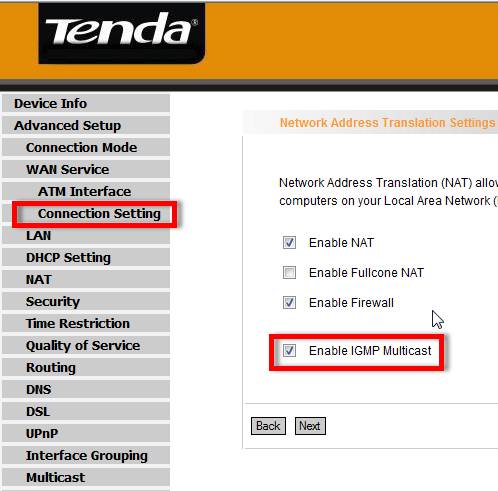 Tenda®
Device Info
Advanced Setup
Connection Mode
WAN Service
ATM Interface
Connection Setting
LAN
DHCP Setting
NAT
Security
Time Restriction
Quality of Service
Routing
DNS
DSL
UPnP
Interface Grouping
Multicast
Network Address Translation Settings
Network Address Translation (NAT) allow
computers on your Local Area Network (
Enable NAT
Enable Fullcone NAT
Enable Firewall
Enable IGMP Multicast
Back Next